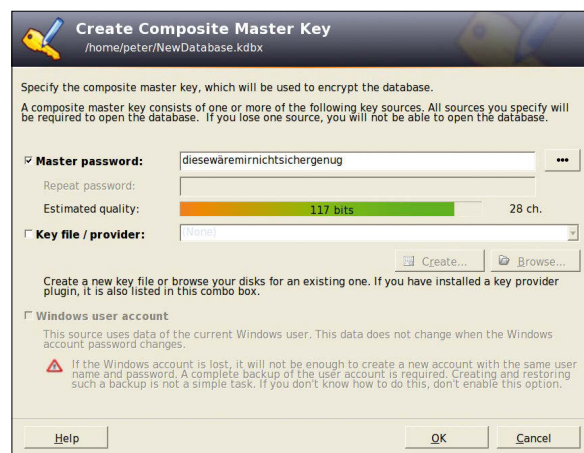 Create Composite Master Key
/home/peter/NewDatabase.kdbx
Specify the composite master key, which will be used to encrypt the database.
A composite master key consists of one or more of the following key sources. All sources you specify will
be required to open the database. If you lose one source, you will not be able to open the database.
Master password:
diesewäremirnichtsichergenug
Repeat password:
Estimated quality:
117 bits
28 ch.
Key file / provider:
(None)
Create...
Browse...
Create a new key file or browse your disks for an existing one. If you have installed a key provider
plugin, it is also listed in this combo box.
Windows user account
This source uses data of the current Windows user. This data does not change when the Windows
account password changes.
If the Windows account is lost, it will not be enough to create a new account with the same user
name and password. A complete backup of the user account is required. Creating and restoring
such a backup is not a simple task. If you don't know how to do this, don't enable this option.
Help
OK
Cancel